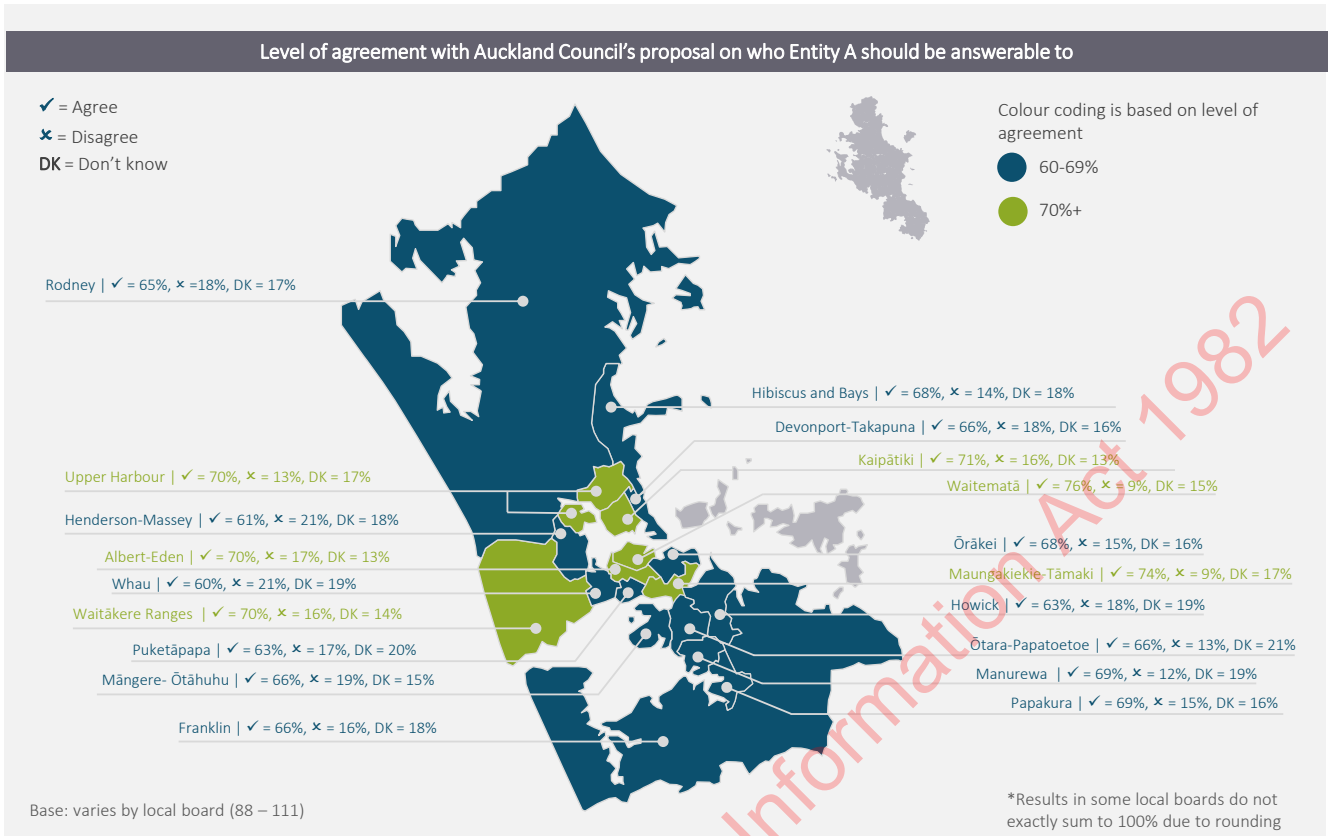 Level of agreement with Auckland Council's proposal on who Entity A should be answerable to
✓ = Agree
✗ = Disagree
DK = Don't know
Colour coding is based on level of
agreement
60-69%
70%+
Rodney | ✓ = 65%, ✗ =18%, DK = 17%
Hibiscus and Bays | ✓ = 68%, ✗ = 14%, DK = 18%
Devonport-Takapuna | ✓ = 66%, ✗ = 18%, DK = 16%
Kaipātiki | ✓ = 71%, ✗ = 16%, DK = 13%
Waitematā | ✓ = 76%, ✗ = 9%, DK = 15%
Upper Harbour | ✓ = 70%, ✗ = 13%, DK = 17%
Henderson-Massey | ✓ = 61%, ✗ = 21%, DK = 18%
Albert-Eden | ✓ = 70%, ✗ = 17%, DK = 13%
Whau | ✓ = 60%, ✗ = 21%, DK = 19%
Waitākere Ranges | ✓ = 70%, ✗ = 16%, DK = 14%
Puketāpapa | ✓ = 63%, ✗ = 17%, DK = 20%
Māngere- Ōtāhuhu | ✓ = 66%, ✗ = 19%, DK = 15%
Franklin | ✓ = 66%, ✗ = 16%, DK = 18%
Ōrākei | ✓ = 68%, ✗ = 15%, DK = 16%
Maungakiekie-Tāmaki | ✓ = 74%, ✗ = 9%, DK = 17%
Howick | ✓ = 63%, ✗ = 18%, DK = 19%
Ōtara-Papatoetoe | ✓ = 66%, ✗ = 13%, DK = 21%
Manurewa | ✓ = 69%, ✗ = 12%, DK = 19%
Papakura | ✓ = 69%, ✗ = 15%, DK = 16%
Base: varies by local board (88 – 111)
*Results in some local boards do not
exactly sum to 100% due to rounding
Information Act 1982